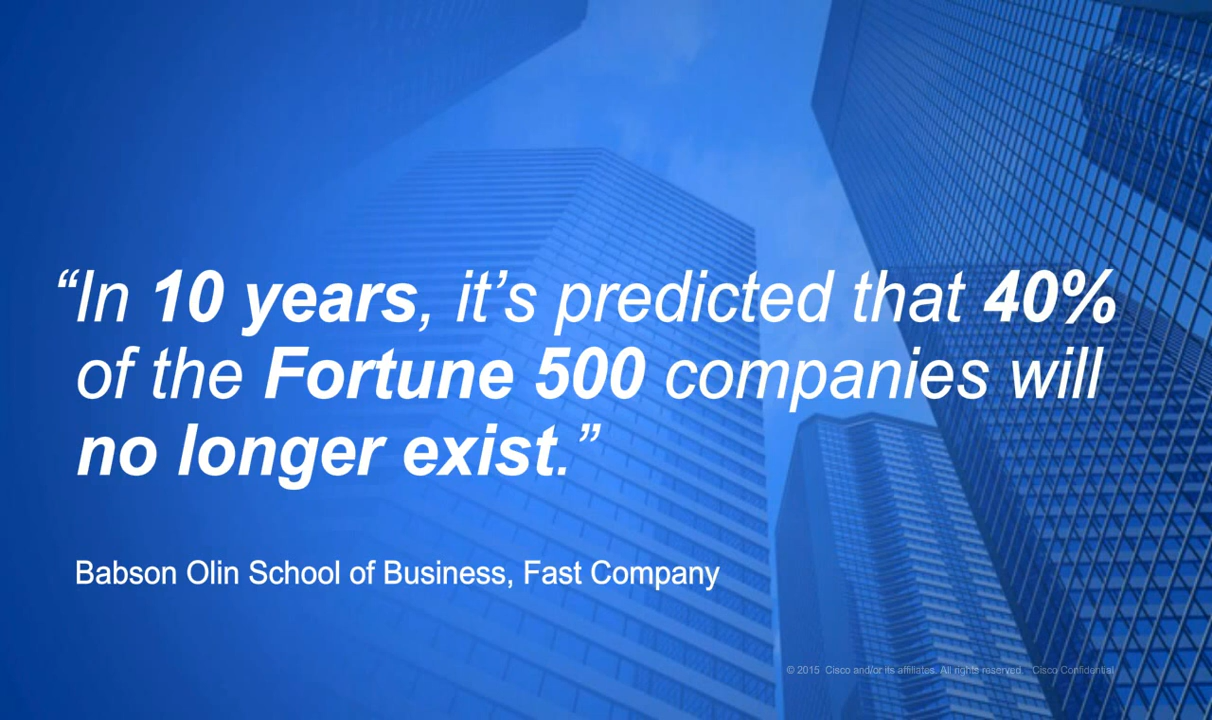 “In 10 years, it’s predicted that 40%
of the Fortune 500 companies will
no longer exist.”
Babson Olin School of Business, Fast Company
© 2015 Cisco and/or its affiliates. All rights reserved. Cisco Confidential